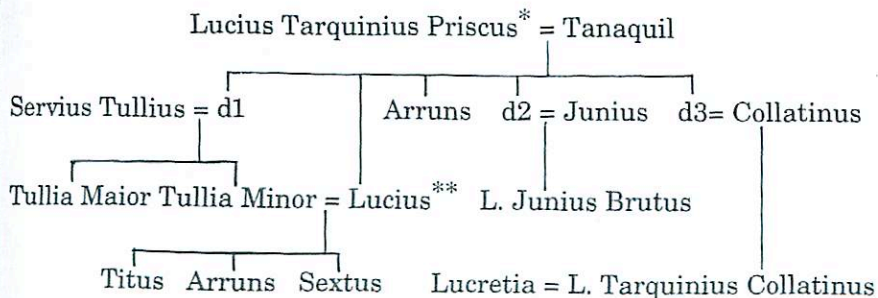 Lucius Tarquinius Priscus* = Tanaquil
Servius Tullius = d1 Arruns d2 = Junius d3= Collatinus
Tullia Maior Tullia Minor = Lucius** L. Junius Brutus
Titus Arruns Sextus Lucretia = L. Tarquinius Collatinus